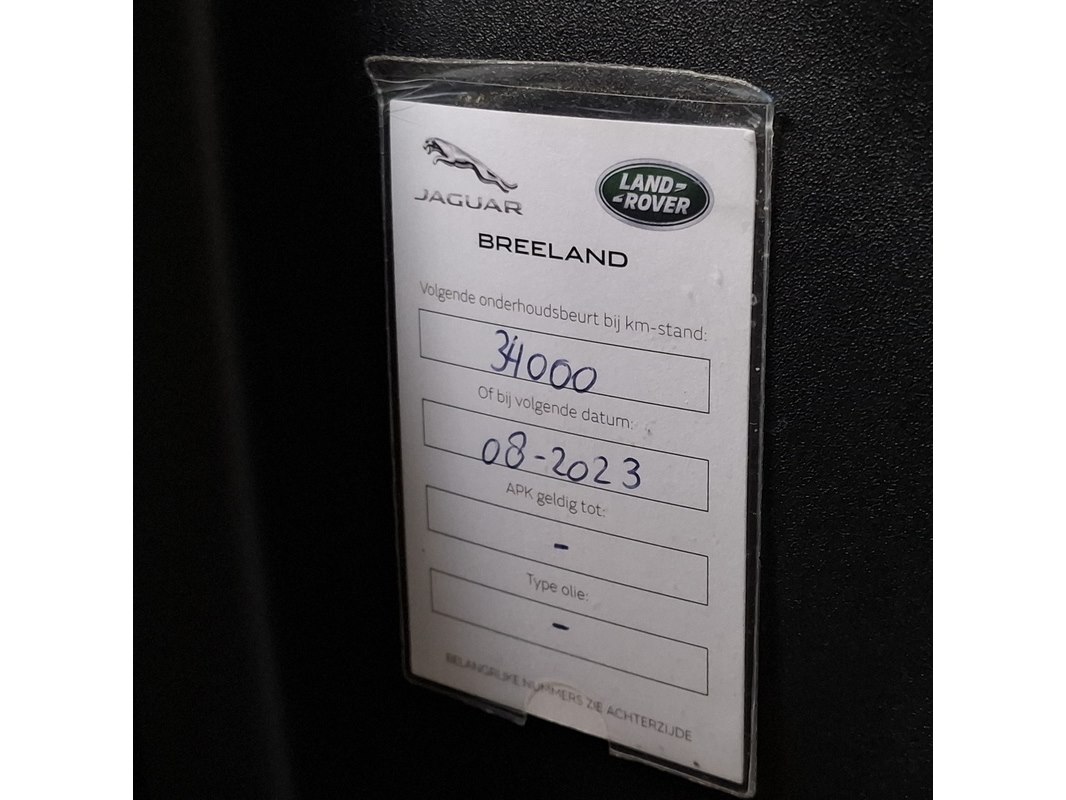 JAGUAR
LAND-
-ROVER
BREELAND
Volgende onderhoudsbeurt bij km-stand:
34000
Of bij volgende datum:
08-2023
APK geldig tot:
-
Type olie:
-
BELANGRIJKE NUMMERS ZIE ACHTERZIJDE